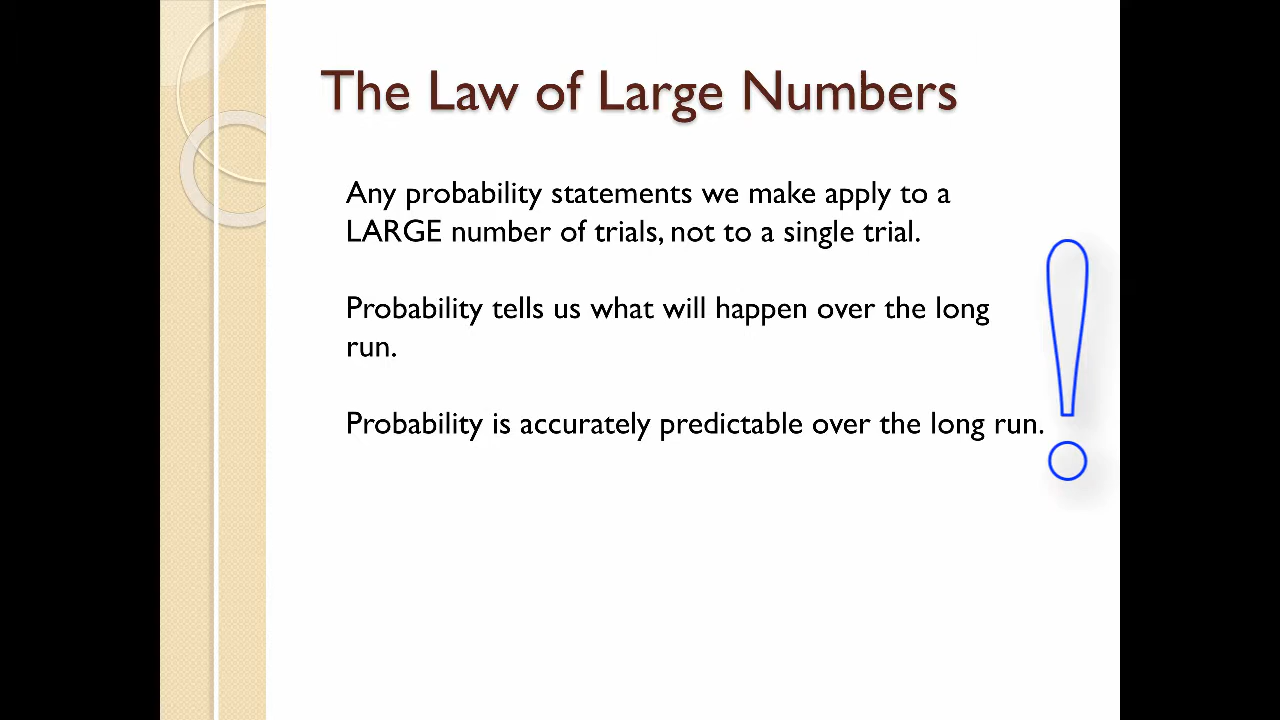 The Law of Large Numbers
Any probability statements we make apply to a
LARGE number of trials, not to a single trial.
Probability tells us what will happen over the long
run.
Probability is accurately predictable over the long run.
!